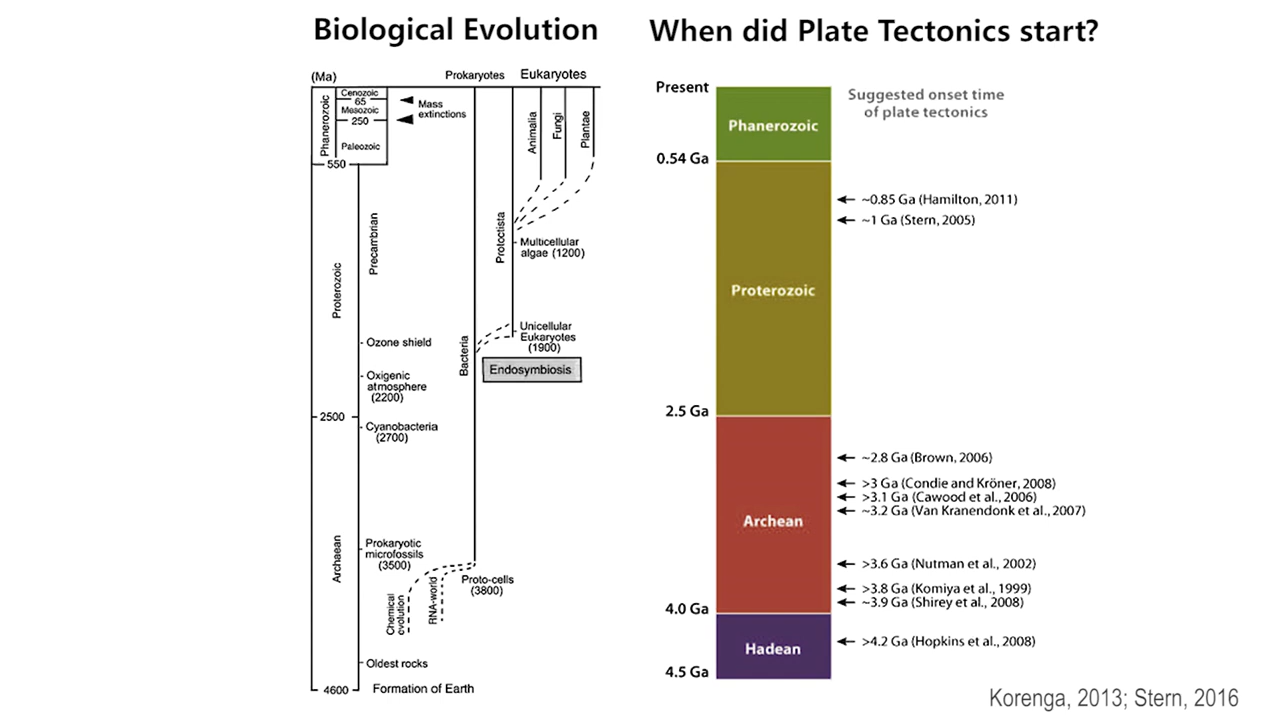 Biological Evolution
(Ma)
Prokaryotes
Eukaryotes
Phanerozoic
Cenozoic
65
Mesozoic
250
Paleozoic
550
Mass
extinctions
Animalia
Fungi
Plantae
Precambrian
Proterozoic
Protoctista
Multicellular
algae (1200)
Unicellular
Eukaryotes
(1900)
Endosymbiosis
Bacteria
Ozone shield
Oxigenic
atmosphere
(2200)
2500
Cyanobacteria
(2700)
Archaean
Prokaryotic
microfossils
(3500)
Proto-cells
(3800)
Chemical
evolution
RNA-world
Oldest rocks
4600
Formation of Earth
When did Plate Tectonics start?
Present
Suggested onset time
of plate tectonics
Phanerozoic
0.54 Ga
~0.85 Ga (Hamilton, 2011)
~1 Ga (Stern, 2005)
Proterozoic
2.5 Ga
~2.8 Ga (Brown, 2006)
>3 Ga (Condie and Kröner, 2008)
>3.1 Ga (Cawood et al., 2006)
~3.2 Ga (Van Kranendonk et al., 2007)
Archean
>3.6 Ga (Nutman et al., 2002)
>3.8 Ga (Komiya et al., 1999)
~3.9 Ga (Shirey et al., 2008)
4.0 Ga
Hadean
>4.2 Ga (Hopkins et al., 2008)
4.5 Ga
Korenga, 2013; Stern, 2016